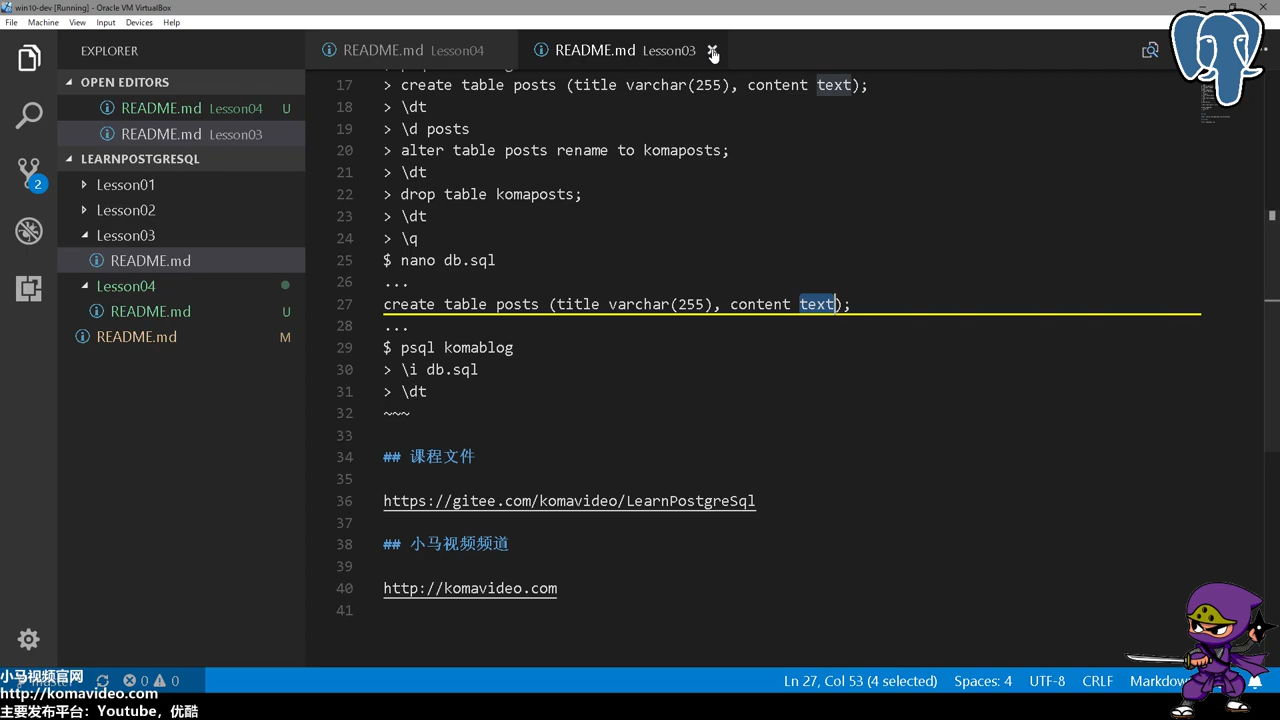 win10-dev [Running] - Oracle VM VirtualBox
File Machine View Input Devices Help
EXPLORER
README.md Lesson04
README.md Lesson03
OPEN EDITORS
README.md Lesson04 U
README.md Lesson03
LEARNPOSTGRESQL
Lesson01
Lesson02
Lesson03
README.md
Lesson04
README.md U
README.md M
2
17 > create table posts (title varchar(255), content text);
18 > \dt
19 > \d posts
20 > alter table posts rename to komaposts;
21 > \dt
22 > drop table komaposts;
23 > \dt
24 > \q
25 $ nano db.sql
26 ...
27 create table posts (title varchar(255), content text);
28 ...
29 $ psql komablog
30 > \i db.sql
31 > \dt
32 ~~~
33
34 ## 课程文件
35
36 https://gitee.com/komavideo/LearnPostgreSql
37
38 ## 小马视频频道
39
40 http://komavideo.com
41
小马视频官网
http://komavideo.com
主要发布平台：Youtube，优酷
0 0
Ln 27, Col 53 (4 selected) Spaces: 4 UTF-8 CRLF Markdow